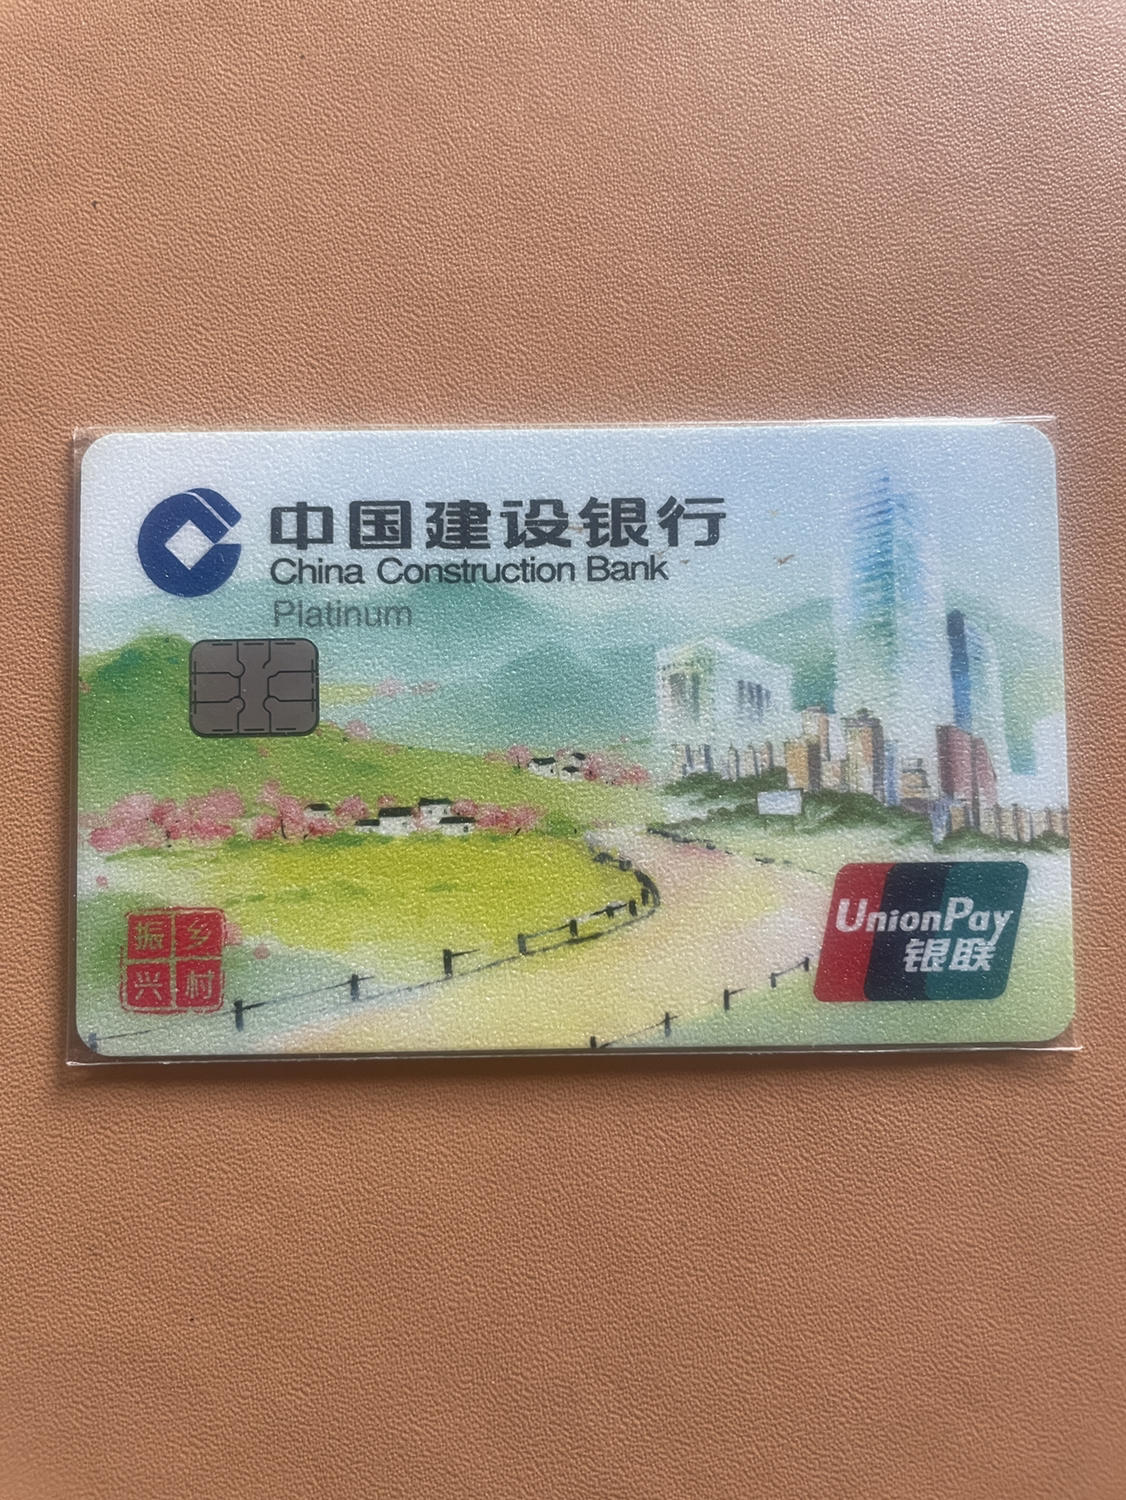 中国建设银行
China Construction Bank
Platinum
振乡
兴村
UnionPay
银联